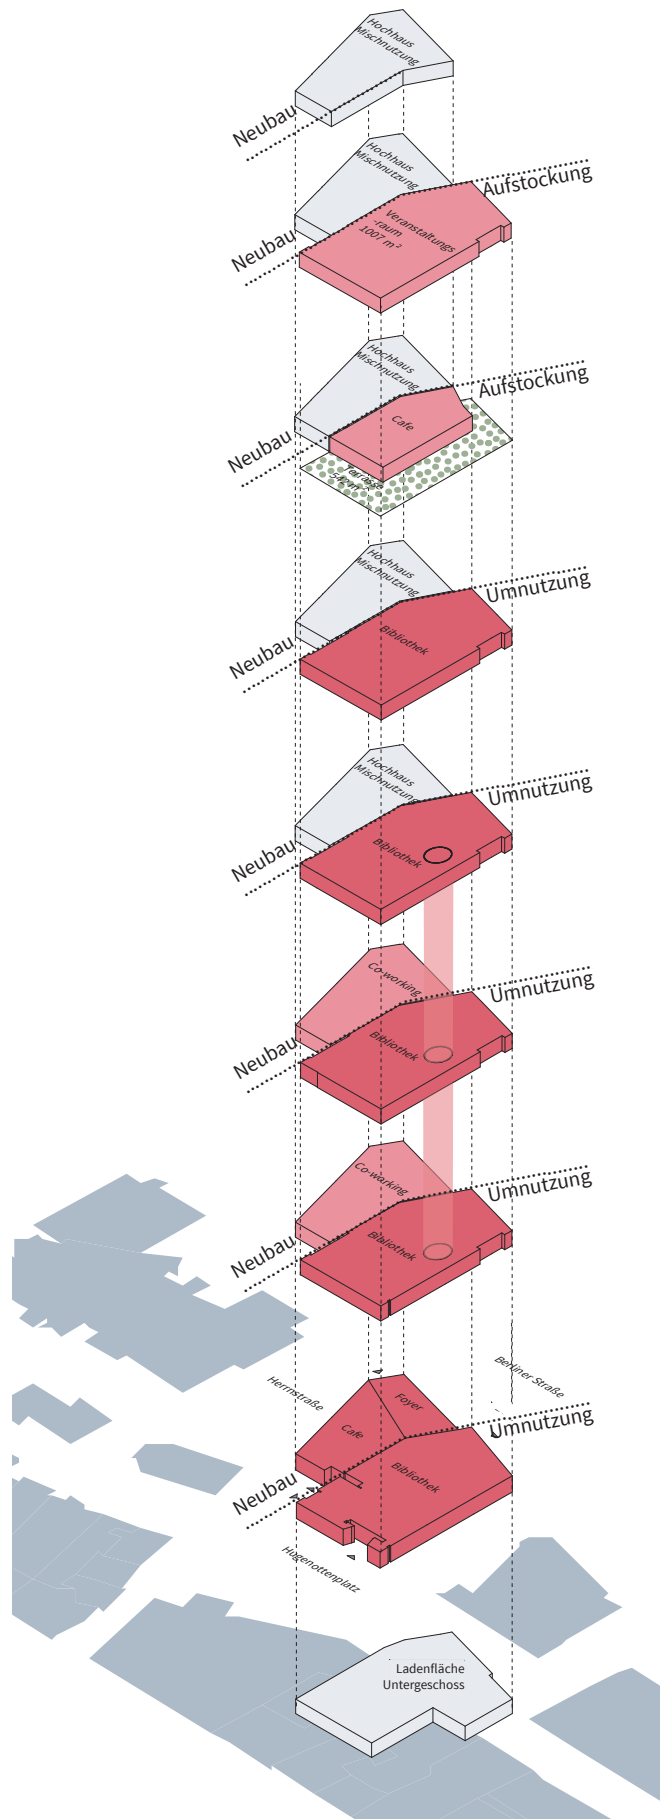 Hochhaus
Mischnutzung
Neubau
Hochhaus
Mischnutzung
Aufstockung
Veranstaltungs
-raum
1007 m²
Neubau
Hochhaus
Mischnutzung
Aufstockung
Cafe
Neubau
Terrasse
Hochhaus
Mischnutzung
Umnutzung
Bibliothek
Neubau
Hochhaus
Mischnutzung
Umnutzung
Bibliothek
Neubau
Co-working
Umnutzung
Bibliothek
Neubau
Co-working
Umnutzung
Bibliothek
Neubau
Berliner Straße
Herrnstraße
Foyer
Cafe
Umnutzung
Bibliothek
Neubau
Hugenottenplatz
Ladenfläche
Untergeschoss